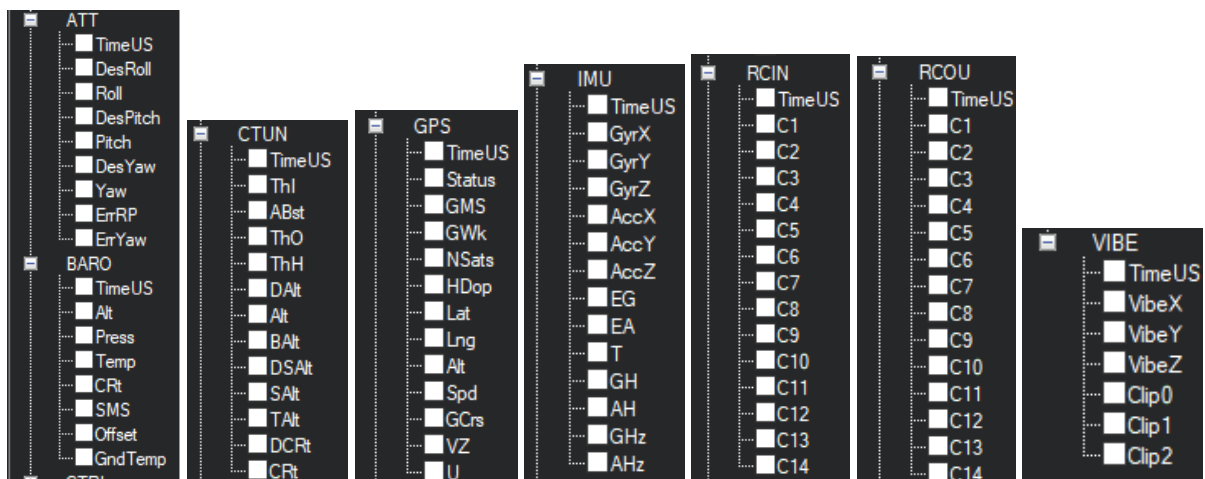 ATT
TimeUS
DesRoll
Roll
DesPitch
Pitch
DesYaw
Yaw
ErrRP
ErrYaw
BARO
TimeUS
Alt
Press
Temp
CRt
SMS
Offset
GndTemp
CTUN
TimeUS
ThI
ABst
ThO
ThH
DAlt
Alt
BAlt
DSAlt
SAlt
TAlt
DCRt
CRt
GPS
TimeUS
Status
GMS
GWk
NSats
HDop
Lat
Lng
Alt
Spd
GCrs
VZ
U
IMU
TimeUS
GyrX
GyrY
GyrZ
AccX
AccY
AccZ
EG
EA
T
GH
AH
GHz
AHz
RCIN
TimeUS
C1
C2
C3
C4
C5
C6
C7
C8
C9
C10
C11
C12
C13
C14
RCOU
TimeUS
C1
C2
C3
C4
C5
C6
C7
C8
C9
C10
C11
C12
C13
C14
VIBE
TimeUS
VibeX
VibeY
VibeZ
Clip0
Clip1
Clip2